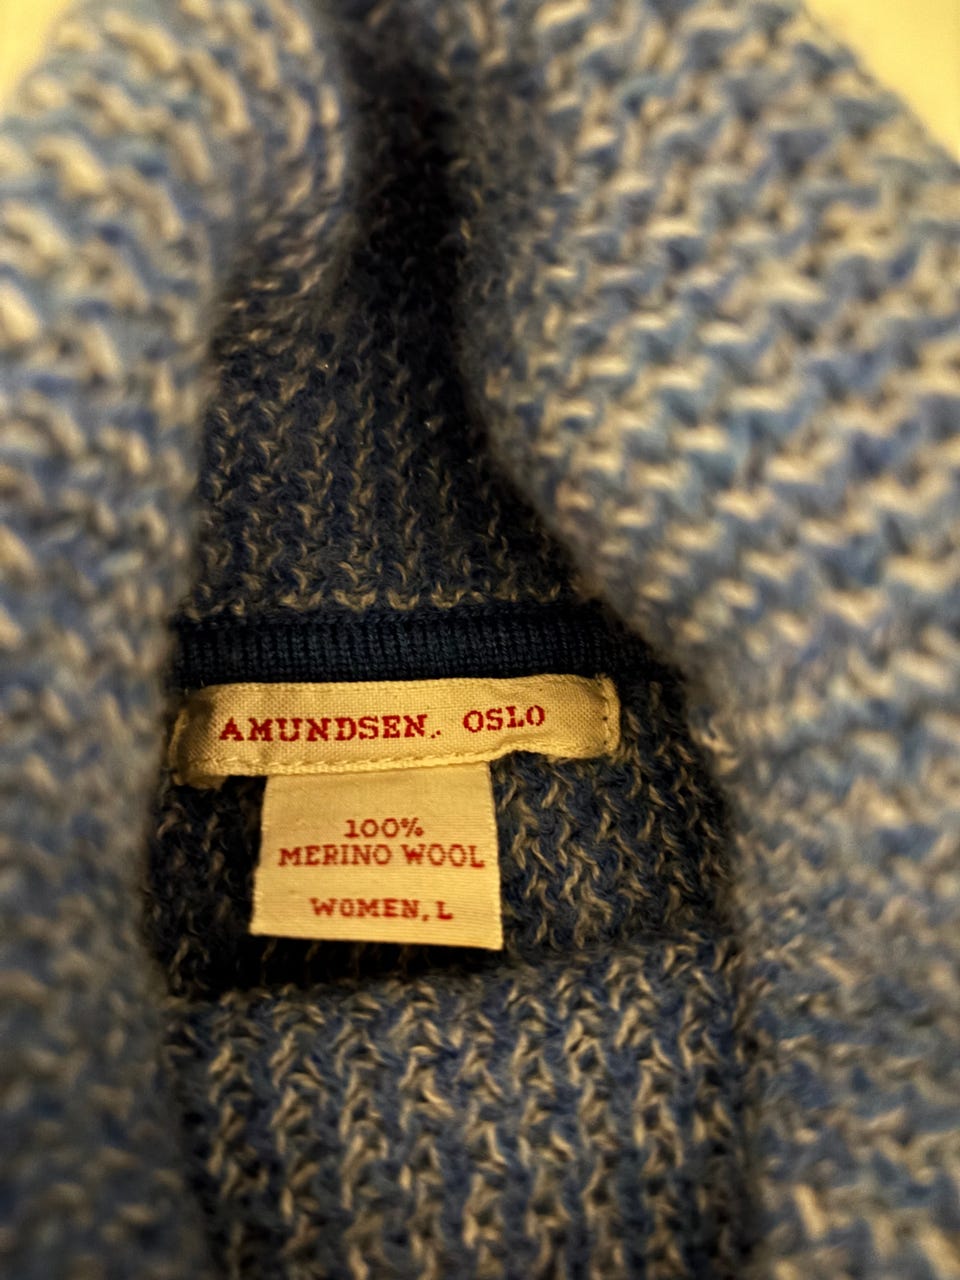 AMUNDSEN. OSLO
100%
MERINO WOOL
WOMEN, L